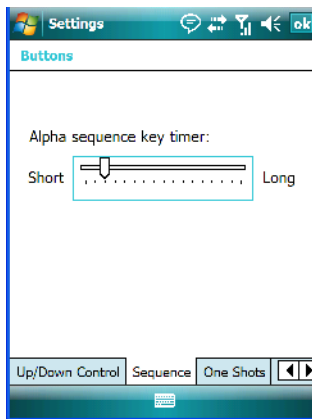 Settings
ok
Buttons
Alpha sequence key timer:
Short
Long
Up/Down Control
Sequence
One Shots